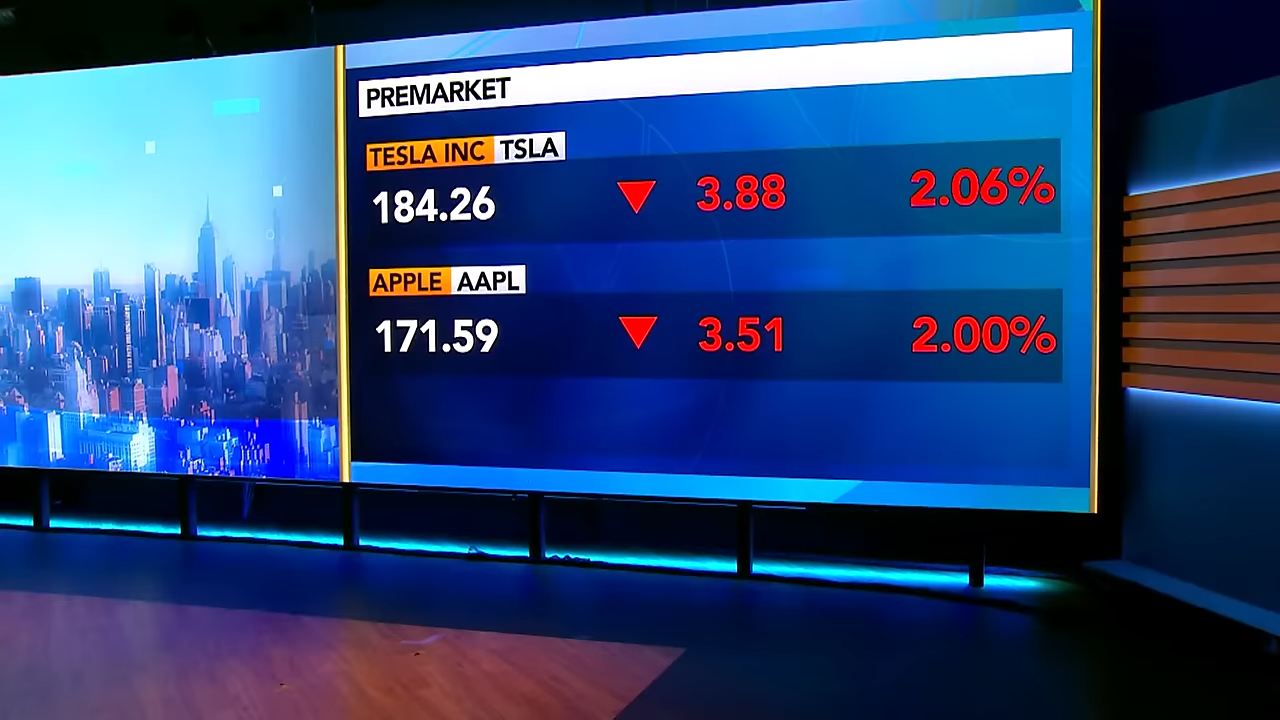 PREMARKET
TESLA INC TSLA
184.26 ▼ 3.88 2.06%
APPLE AAPL
171.59 ▼ 3.51 2.00%